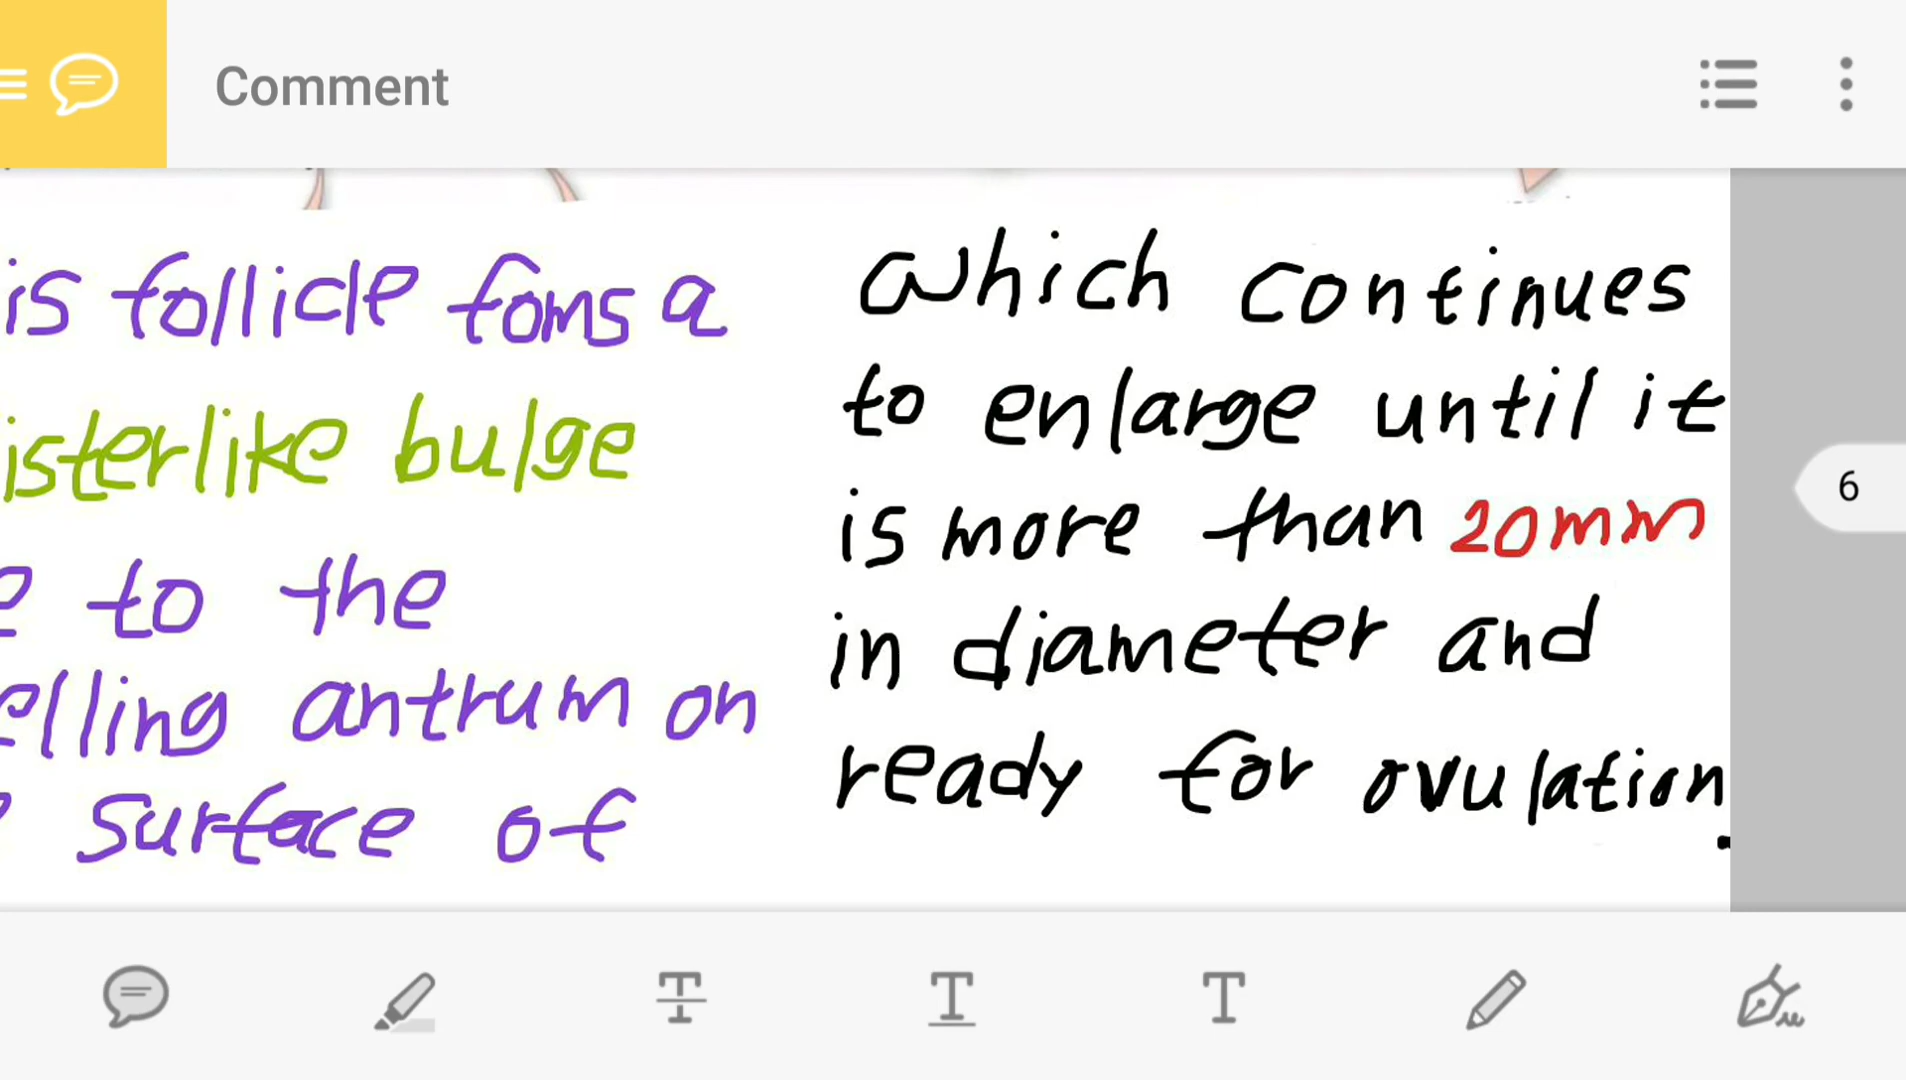 Comment
is follicle foms a
isterlike bulge
e to the
elling antrum on
surface of
which continues
to enlarge until it
is more than 20mm
in diameter and
ready for ovulation.
6